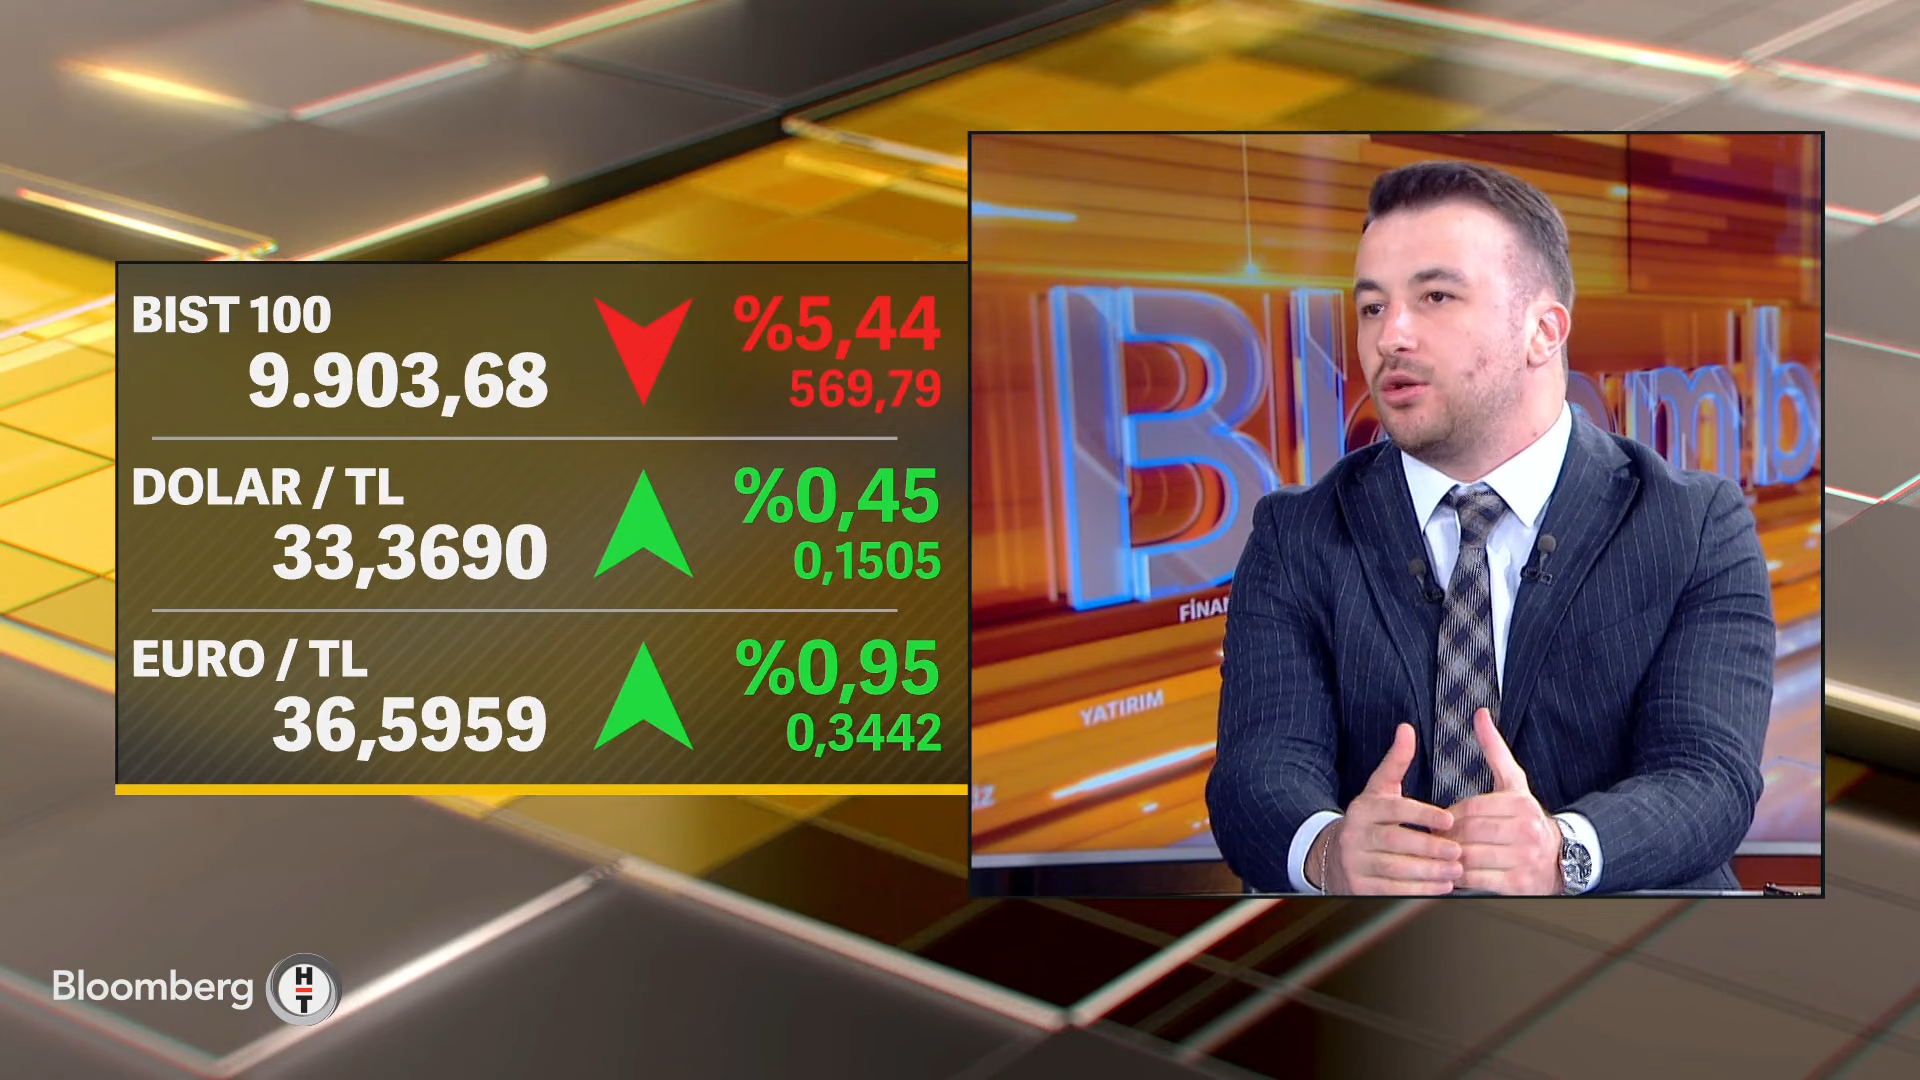 BIST 100
9.903,68
%5,44
569,79
DOLAR / TL
33,3690
%0,45
0,1505
EURO / TL
36,5959
%0,95
0,3442
YATIRIM
Bloomberg
HT